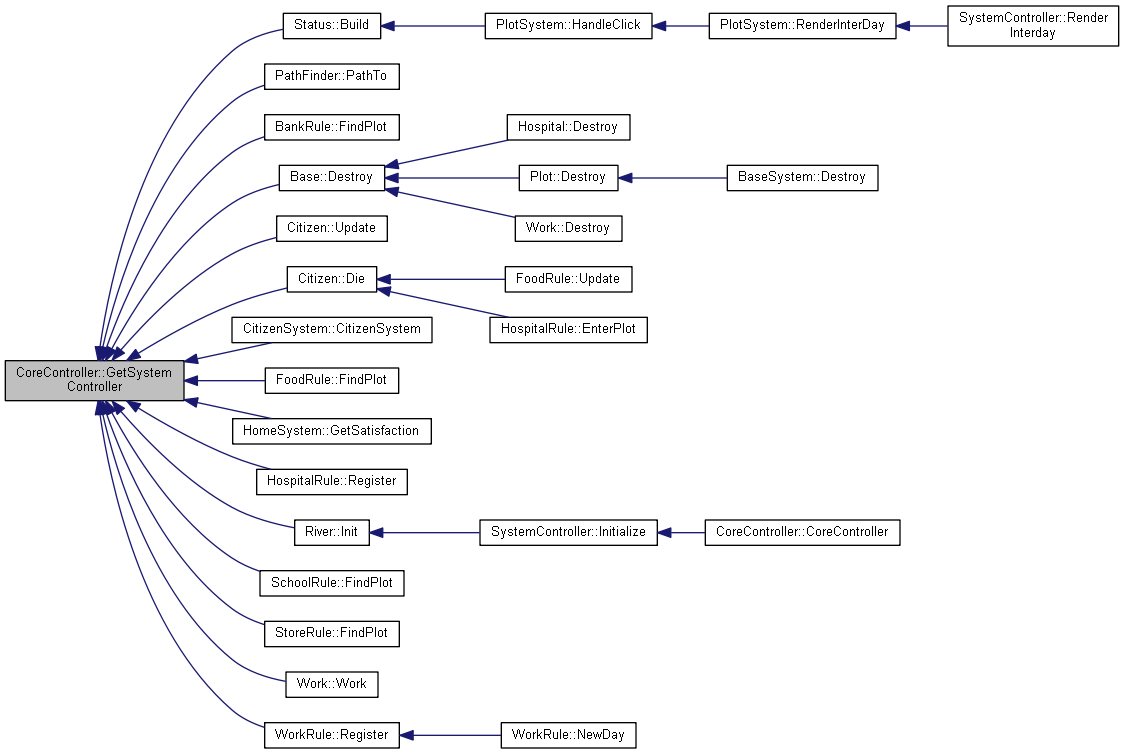 Status::Build
PlotSystem::HandleClick
PlotSystem::RenderInterDay
SystemController::Render
Interday
PathFinder::PathTo
BankRule::FindPlot
Hospital::Destroy
Base::Destroy
Plot::Destroy
BaseSystem::Destroy
Citizen::Update
Work::Destroy
Citizen::Die
FoodRule::Update
CitizenSystem::CitizenSystem
HospitalRule::EnterPlot
CoreController::GetSystem
Controller
FoodRule::FindPlot
HomeSystem::GetSatisfaction
HospitalRule::Register
River::Init
SystemController::Initialize
CoreController::CoreController
SchoolRule::FindPlot
StoreRule::FindPlot
Work::Work
WorkRule::Register
WorkRule::NewDay